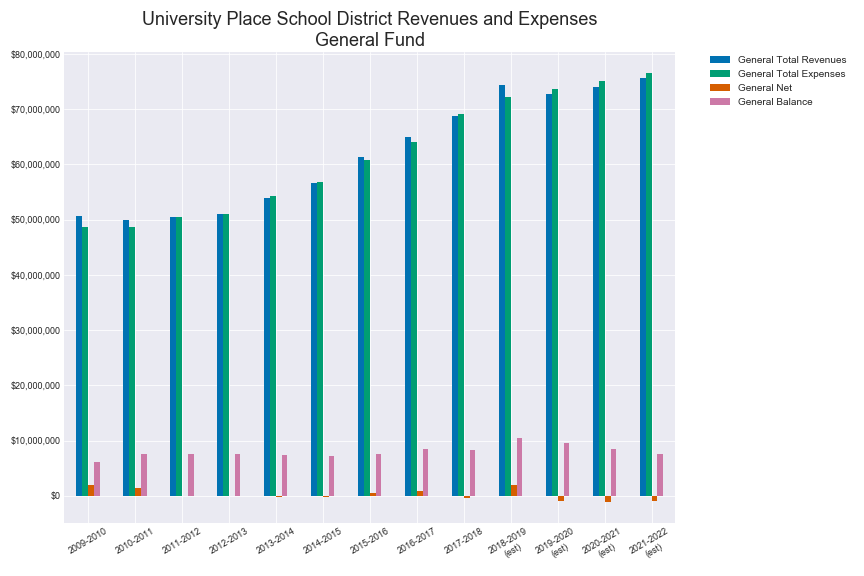 University Place School District Revenues and Expenses
General Fund
General Total Revenues
General Total Expenses
General Net
General Balance
$80,000,000
$70,000,000
$60,000,000
$50,000,000
$40,000,000
$30,000,000
$20,000,000
$10,000,000
$0
2009-2010
2010-2011
2011-2012
2012-2013
2013-2014
2014-2015
2015-2016
2016-2017
2017-2018
2018-2019
(est)
2019-2020
(est)
2020-2021
(est)
2021-2022
(est)